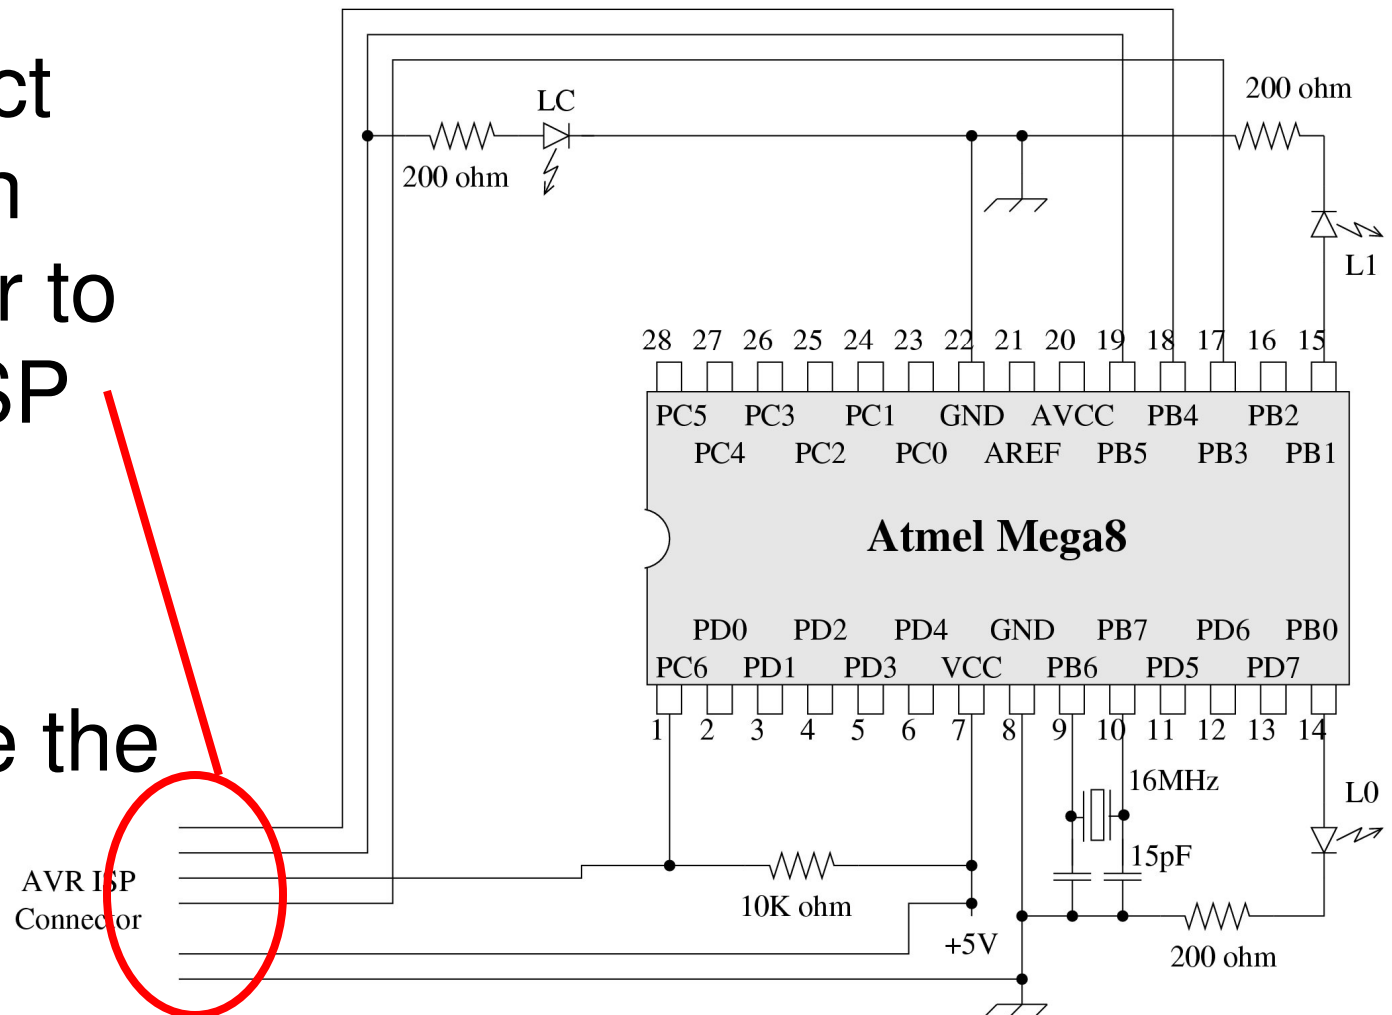 ct
n
r to
SP
e the
LC
200 ohm
200 ohm
L1
28 27 26 25 24 23 22 21 20 19 18 17 16 15
PC5 PC3 PC1 GND AVCC PB4 PB2
PC4 PC2 PC0 AREF PB5 PB3 PB1
Atmel Mega8
PD0 PD2 PD4 GND PB7 PD6 PB0
PC6 PD1 PD3 VCC PB6 PD5 PD7
1 2 3 4 5 6 7 8 9 10 11 12 13 14
16MHz
L0
15pF
AVR ISP
Connector
10K ohm
+5V
200 ohm